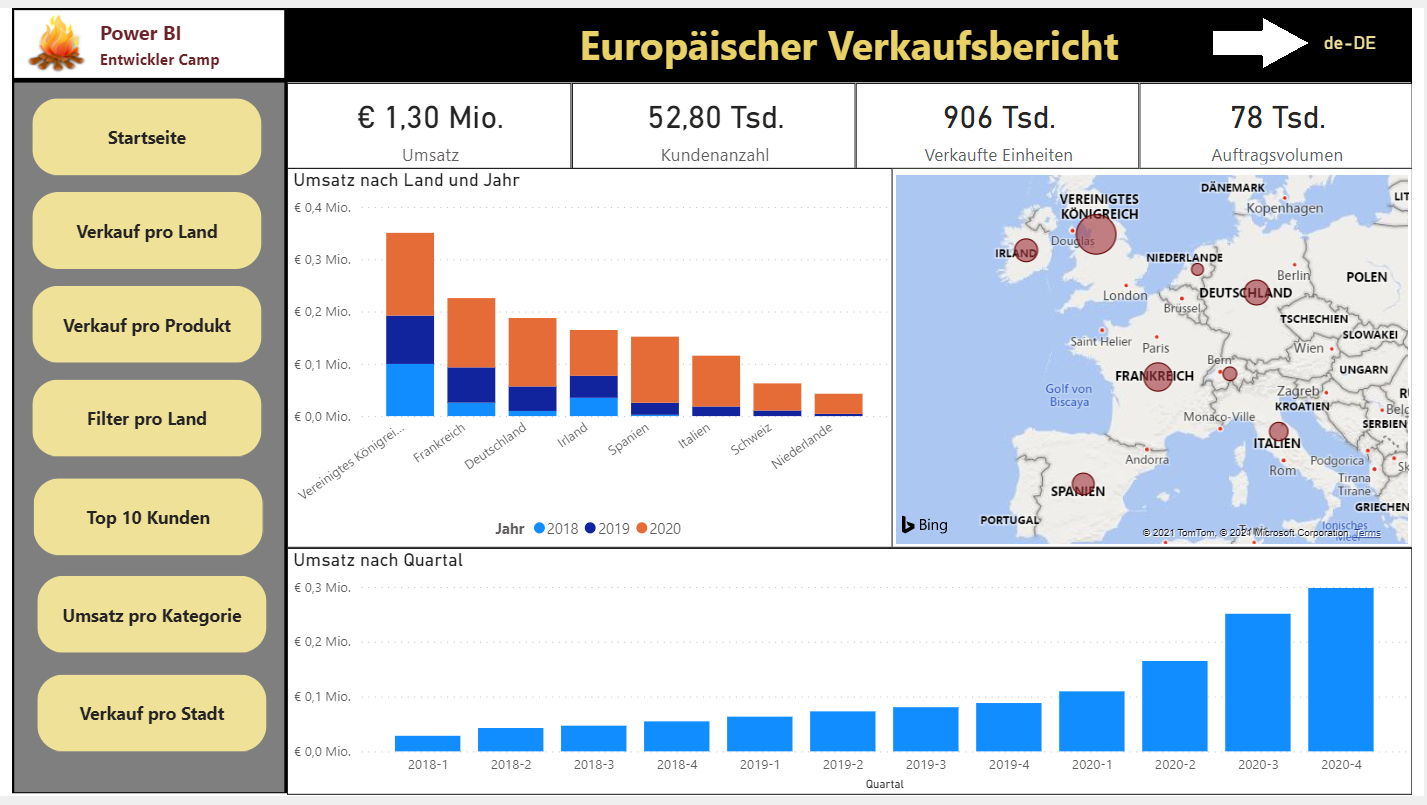 Power BI
Entwickler Camp
Europäischer Verkaufsbericht
de-DE
Startseite
Verkauf pro Land
Verkauf pro Produkt
Filter pro Land
Top 10 Kunden
Umsatz pro Kategorie
Verkauf pro Stadt
€ 1,30 Mio.
Umsatz
52,80 Tsd.
Kundenanzahl
906 Tsd.
Verkaufte Einheiten
78 Tsd.
Auftragsvolumen
Umsatz nach Land und Jahr
€ 0,4 Mio.
€ 0,3 Mio.
€ 0,2 Mio.
€ 0,1 Mio.
€ 0,0 Mio.
Vereinigtes Königrei...
Frankreich
Deutschland
Irland
Spanien
Italien
Schweiz
Niederlande
Jahr 2018 2019 2020
DÄNEMARK
LIT
VEREINIGTES
KÖNIGREICH
Kopenhagen
Douglas
IRLAND
NIEDERLANDE
Berlin
POLEN
London
DEUTSCHLAND
Brüssel
TSCHECHIEN
Saint Helier
Paris
SLOWAKEI
Wien
Bern
UNGARN
FRANKREICH
Golf von
Biscaya
Zagreb
RU
KROATIEN
Belg
Monaco-Ville
SERBIEN
ITALIEN
Andorra
Rom
Podgorica
Sk
Tirana
Tiranë
SPANIEN
GRIECHEN
PORTUGAL
Bing
Ionisches
Meer
© 2021 TomTom, © 2021 Microsoft Corporation Terms
Umsatz nach Quartal
€ 0,3 Mio.
€ 0,2 Mio.
€ 0,1 Mio.
€ 0,0 Mio.
2018-1 2018-2 2018-3 2018-4 2019-1 2019-2 2019-3 2019-4 2020-1 2020-2 2020-3 2020-4
Quartal